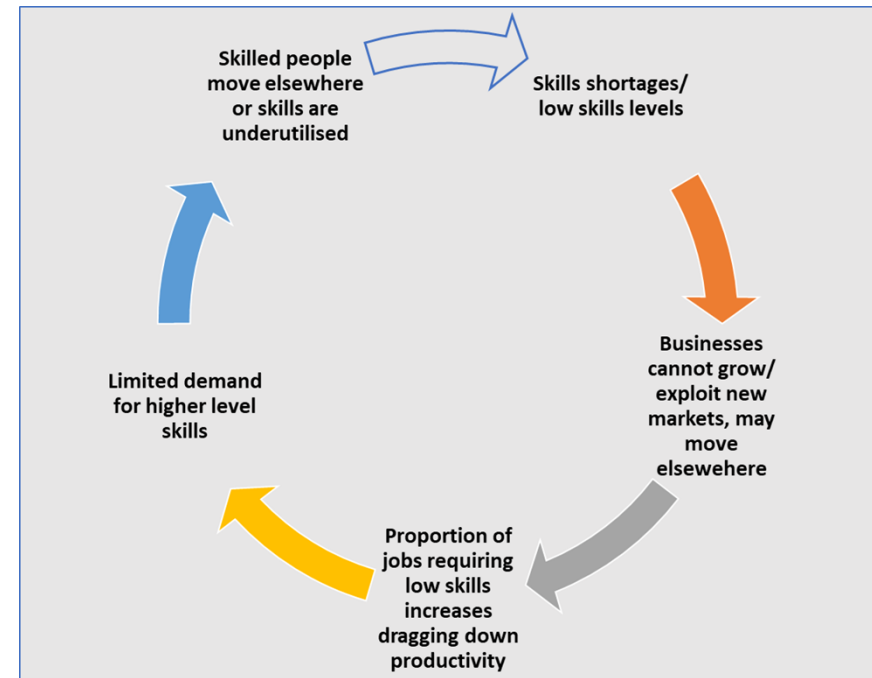 Skilled people
move elsewhere
or skills are
underutilised
Skills shortages/
low skills levels
Businesses
cannot grow/
exploit new
markets, may
move
elsewehere
Proportion of
jobs requiring
low skills
increases
dragging down
productivity
Limited demand
for higher level
skills